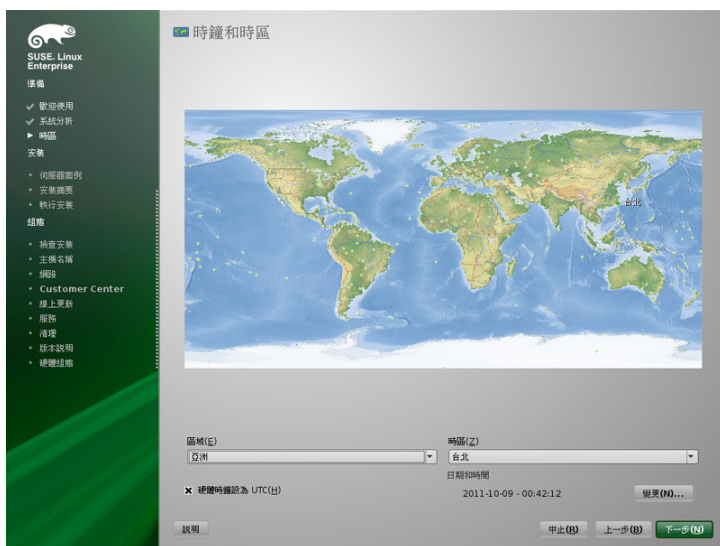 SUSE. Linux
Enterprise
準備
歡迎使用
系統分析
時區
安裝
伺服器案例
安裝摘要
執行安裝
組態
檢查安裝
主機名稱
網路
Customer Center
線上更新
服務
清理
版本說明
硬體組態
時鐘和時區
台北
區域(E)
亞洲
時區(Z)
台北
硬體時鐘設為 UTC(H)
日期和時間
2011-10-09 - 00:42:12
變更(N)...
說明
中止(R)
上一步(B)
下一步(N)